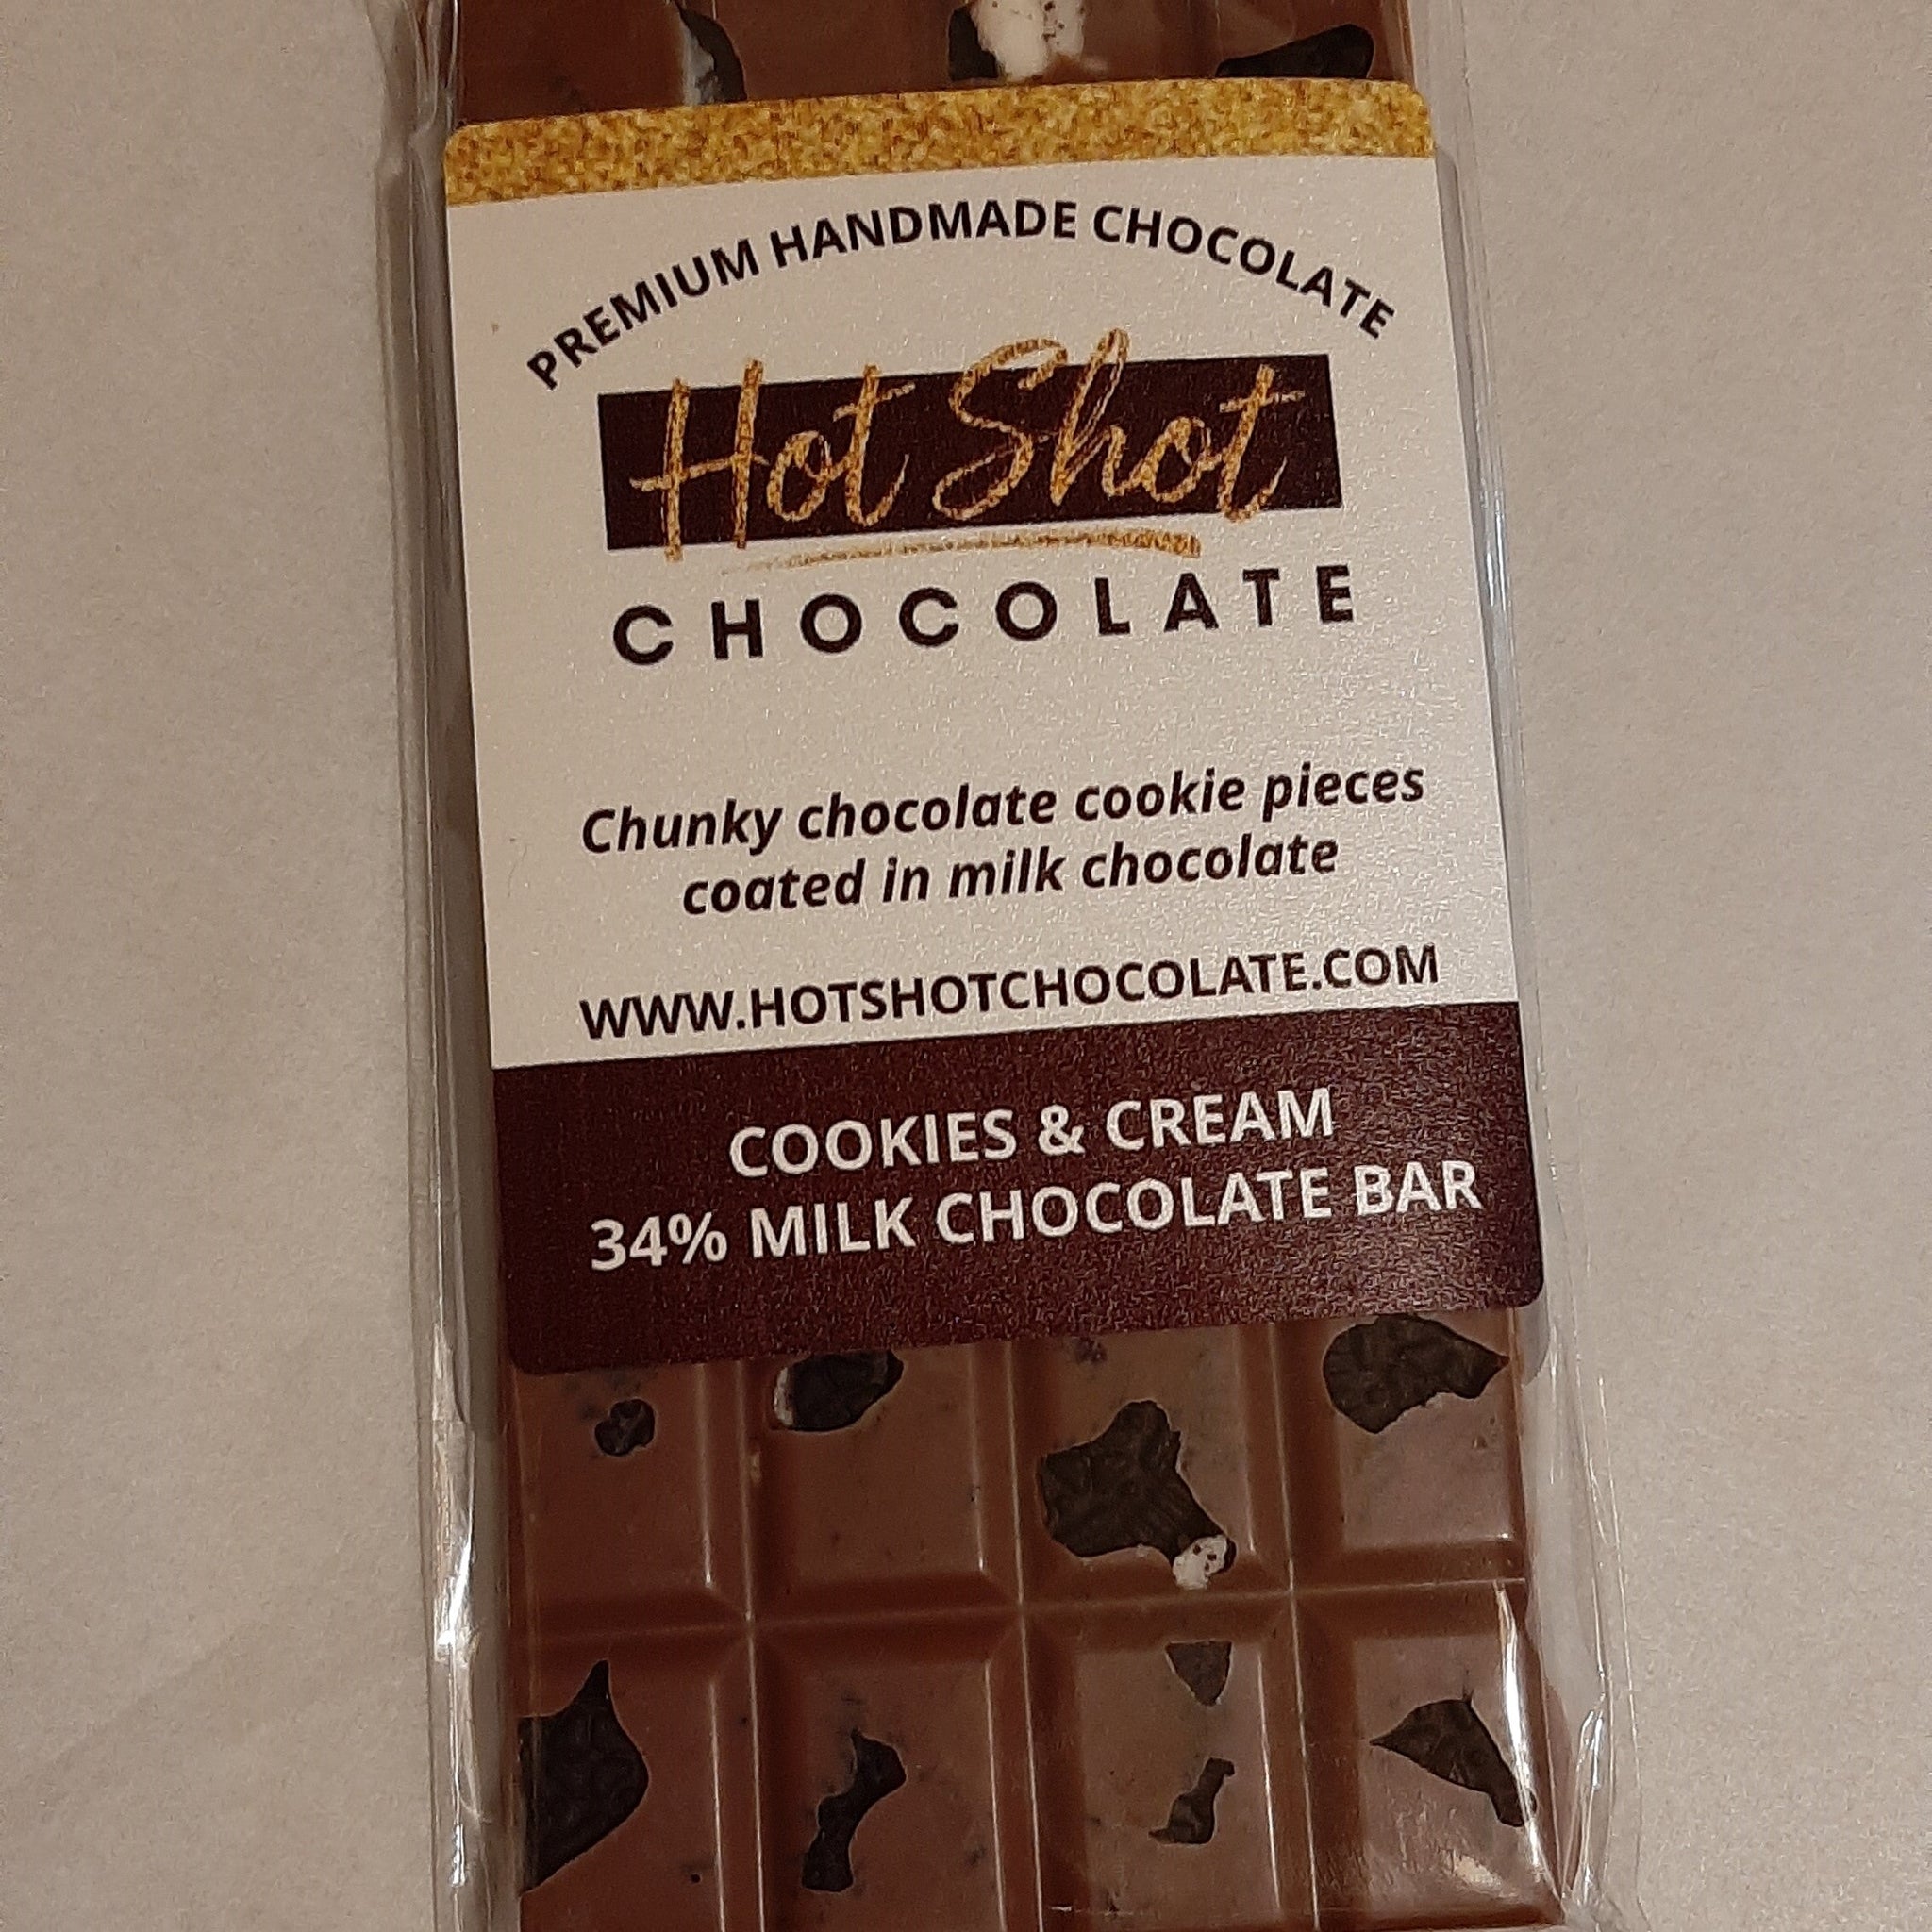 PREMIUM HANDMADE CHOCOLATE
Hot Shot
CHOCOLATE
Chunky chocolate cookie pieces
coated in milk chocolate
WWW.HOTSHOTCHOCOLATE.COM
COOKIES & CREAM
34% MILK CHOCOLATE BAR